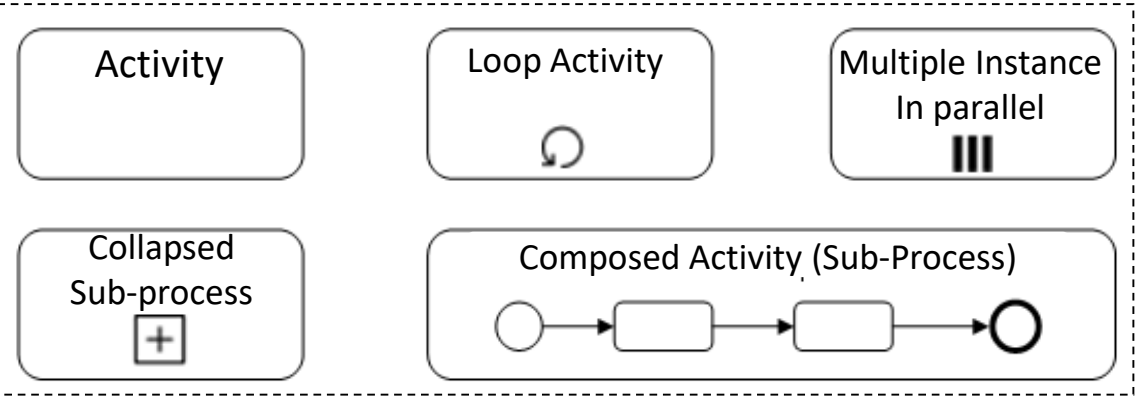 Activity
Loop Activity
Multiple Instance
In parallel
Collapsed
Sub-process
Composed Activity (Sub-Process)